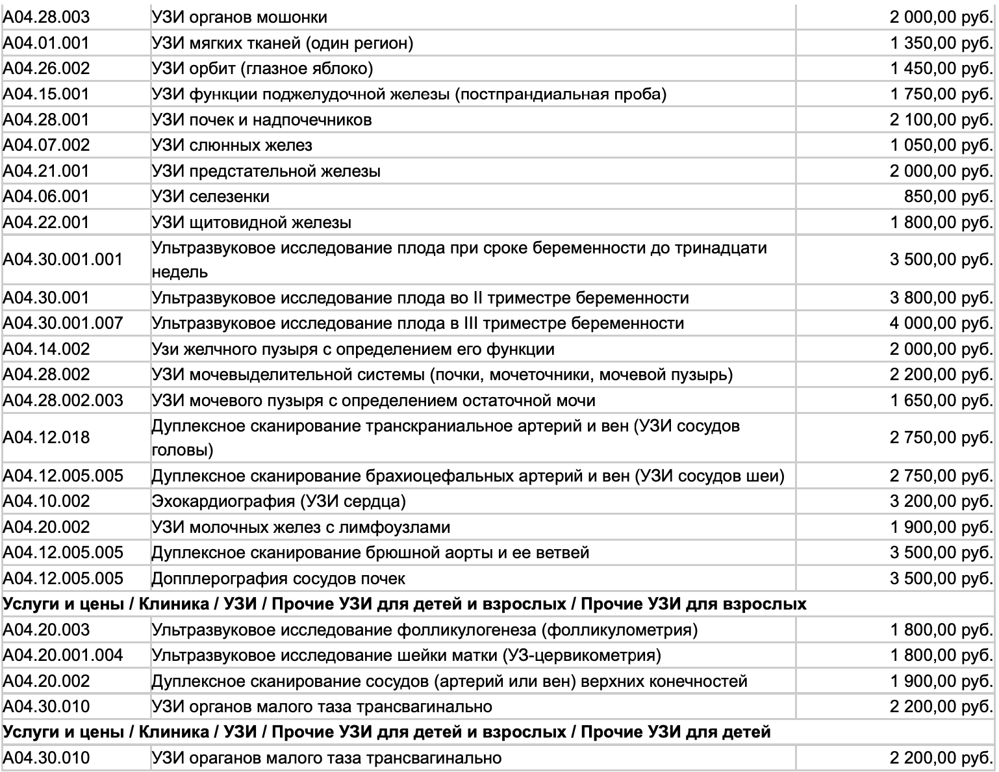 A04.28.003 УЗИ органов мошонки 2 000,00 руб.
A04.01.001 УЗИ мягких тканей (один регион) 1 350,00 руб.
A04.26.002 УЗИ орбит (глазное яблоко) 1 450,00 руб.
A04.15.001 УЗИ функции поджелудочной железы (постпрандиальная проба) 1 750,00 руб.
A04.28.001 УЗИ почек и надпочечников 2 100,00 руб.
A04.07.002 УЗИ слюнных желез 1 050,00 руб.
A04.21.001 УЗИ предстательной железы 2 000,00 руб.
A04.06.001 УЗИ селезенки 850,00 руб.
A04.22.001 УЗИ щитовидной железы 1 800,00 руб.
A04.30.001.001 Ультразвуковое исследование плода при сроке беременности до тринадцати
недель 3 500,00 руб.
A04.30.001 Ультразвуковое исследование плода во II триместре беременности 3 800,00 руб.
A04.30.001.007 Ультразвуковое исследование плода в III триместре беременности 4 000,00 руб.
A04.14.002 Узи желчного пузыря с определением его функции 2 000,00 руб.
A04.28.002 УЗИ мочевыделительной системы (почки, мочеточники, мочевой пузырь) 2 200,00 руб.
A04.28.002.003 УЗИ мочевого пузыря с определением остаточной мочи 1 650,00 руб.
A04.12.018 Дуплексное сканирование транскраниальное артерий и вен (УЗИ сосудов
головы) 2 750,00 руб.
A04.12.005.005 Дуплексное сканирование брахиоцефальных артерий и вен (УЗИ сосудов шеи) 2 750,00 руб.
A04.10.002 Эхокардиография (УЗИ сердца) 3 200,00 руб.
A04.20.002 УЗИ молочных желез с лимфоузлами 1 900,00 руб.
A04.12.005.005 Дуплексное сканирование брюшной аорты и ее ветвей 3 500,00 руб.
A04.12.005.005 Допплерография сосудов почек 3 500,00 руб.
Услуги и цены / Клиника / УЗИ / Прочие УЗИ для детей и взрослых / Прочие УЗИ для взрослых
A04.20.003 Ультразвуковое исследование фолликулогенеза (фолликулометрия) 1 800,00 руб.
A04.20.001.004 Ультразвуковое исследование шейки матки (УЗ-цервикометрия) 1 800,00 руб.
A04.20.002 Дуплексное сканирование сосудов (артерий или вен) верхних конечностей 1 900,00 руб.
A04.30.010 УЗИ органов малого таза трансвагинально 2 200,00 руб.
Услуги и цены / Клиника / УЗИ / Прочие УЗИ для детей и взрослых / Прочие УЗИ для детей
A04.30.010 УЗИ ораганов малого таза трансвагинально 2 200,00 руб.